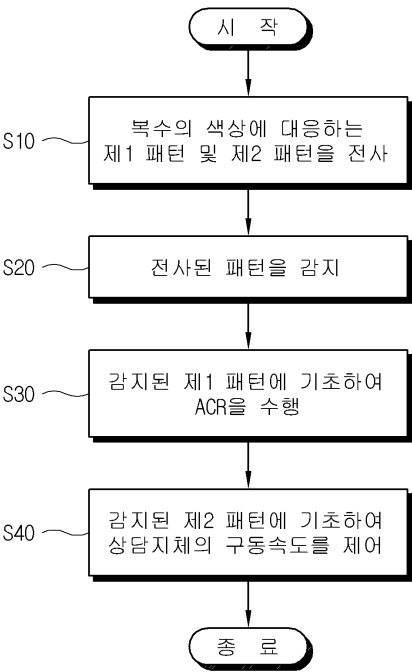 시 작
S10
복수의 색상에 대응하는
제1 패턴 및 제2 패턴을 전사
S20
전사된 패턴을 감지
S30
감지된 제1 패턴에 기초하여
ACR을 수행
S40
감지된 제2 패턴에 기초하여
상담지체의 구동속도를 제어
종 료